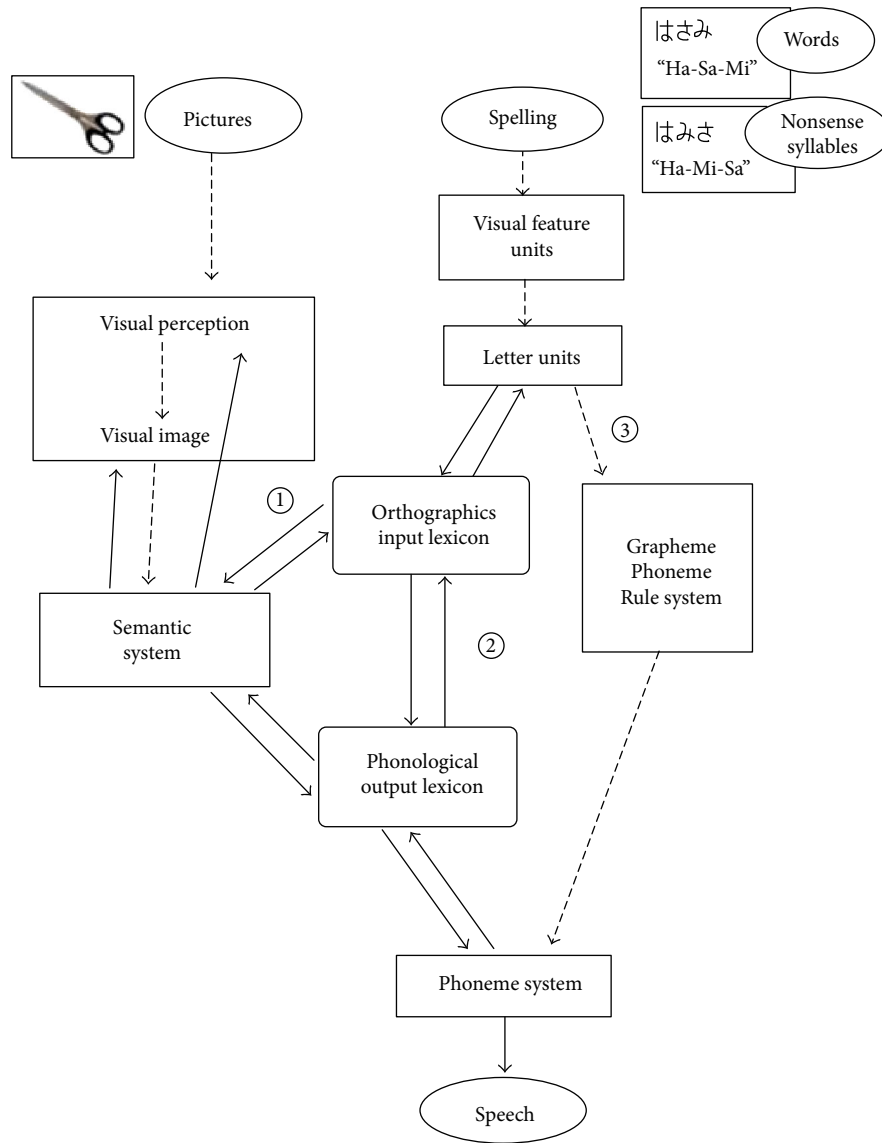 はさみ
Words
“Ha-Sa-Mi”
Pictures
Spelling
はみさ
Nonsense
syllables
“Ha-Mi-Sa”
Visual feature
units
Visual perception
Letter units
Visual image
③
①
Orthographics
input lexicon
Grapheme
Phoneme
Rule system
Semantic
system
②
Phonological
output lexicon
Phoneme system
Speech